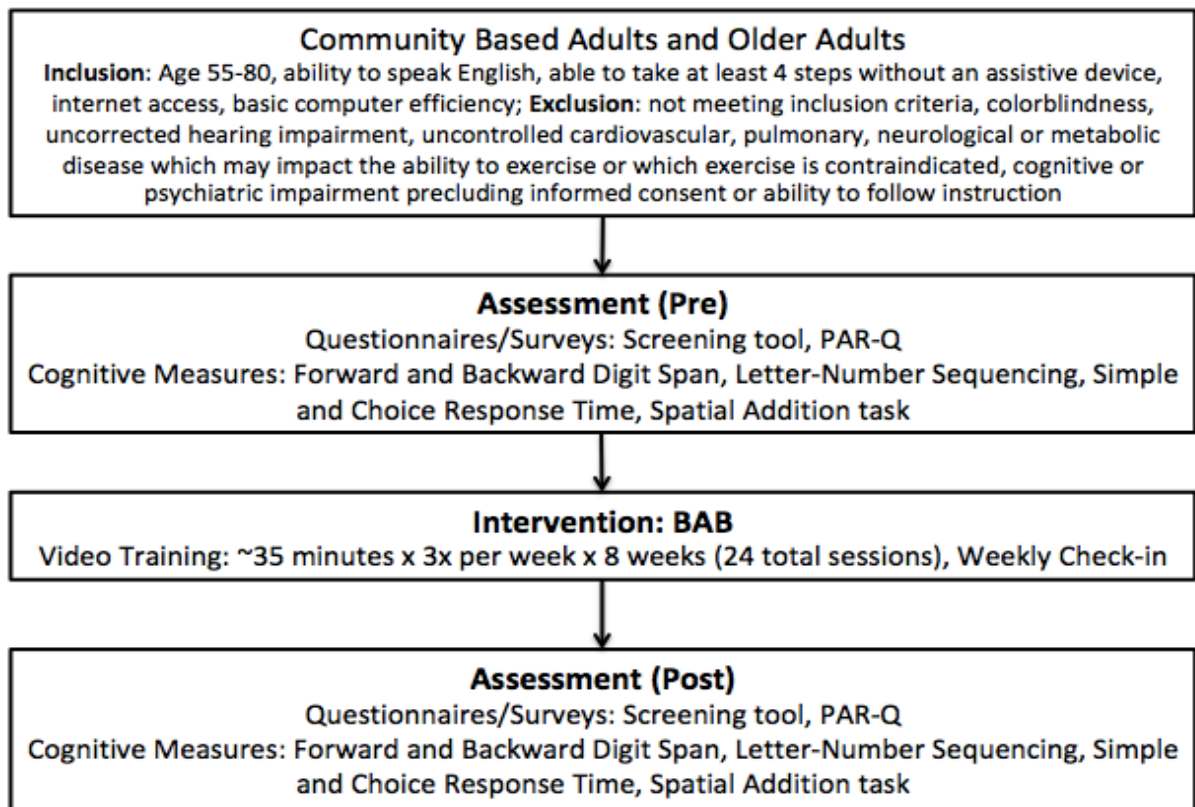 Community Based Adults and Older Adults
Inclusion: Age 55-80, ability to speak English, able to take at least 4 steps without an assistive device,
internet access, basic computer efficiency; Exclusion: not meeting inclusion criteria, colorblindness,
uncorrected hearing impairment, uncontrolled cardiovascular, pulmonary, neurological or metabolic
disease which may impact the ability to exercise or which exercise is contraindicated, cognitive or
psychiatric impairment precluding informed consent or ability to follow instruction
Assessment (Pre)
Questionnaires/Surveys: Screening tool, PAR-Q
Cognitive Measures: Forward and Backward Digit Span, Letter-Number Sequencing, Simple
and Choice Response Time, Spatial Addition task
Intervention: BAB
Video Training: ~35 minutes x 3x per week x 8 weeks (24 total sessions), Weekly Check-in
Assessment (Post)
Questionnaires/Surveys: Screening tool, PAR-Q
Cognitive Measures: Forward and Backward Digit Span, Letter-Number Sequencing, Simple
and Choice Response Time, Spatial Addition task